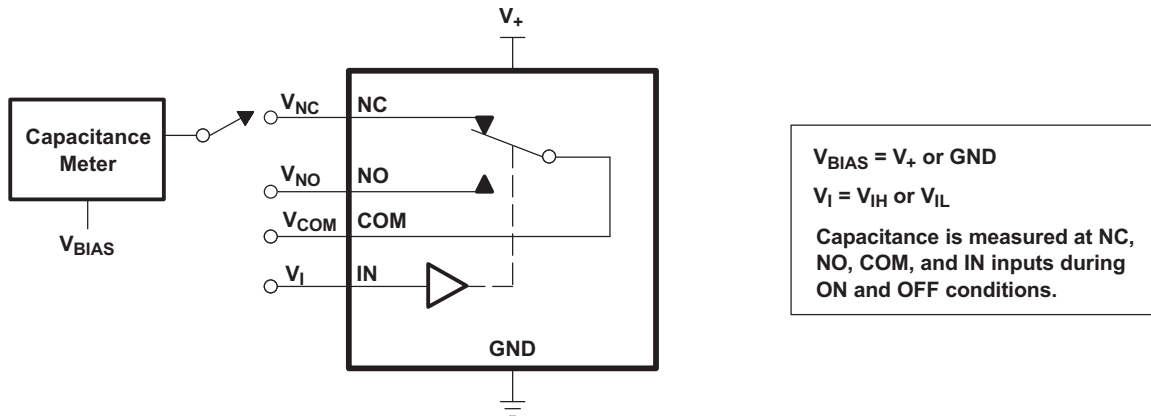 V+
Capacitance
Meter
VBIAS
VNC NC
VNO NO
VCOM COM
VI IN
GND
VBIAS = V+ or GND
VI = VIH or VIL
Capacitance is measured at NC,
NO, COM, and IN inputs during
ON and OFF conditions.